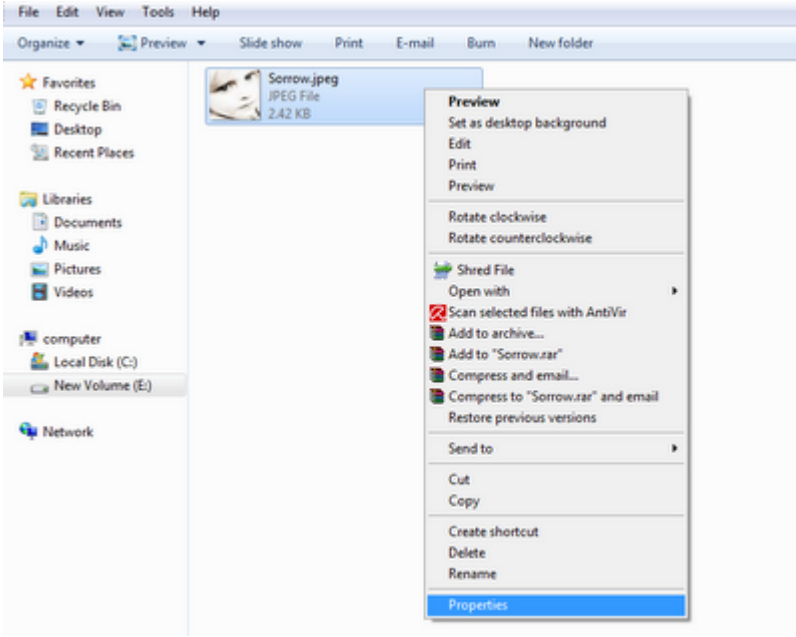 File Edit View Tools Help
Organize Preview Slide show Print E-mail Burn New folder
Favorites
Recycle Bin
Desktop
Recent Places
Libraries
Documents
Music
Pictures
Videos
computer
Local Disk (C:)
New Volume (E:)
Network
Sorrow.jpeg
JPEG File
2.42 KB
Preview
Set as desktop background
Edit
Print
Preview
Rotate clockwise
Rotate counterclockwise
Shred File
Open with
Scan selected files with AntiVir
Add to archive...
Add to "Sorrow.rar"
Compress and email...
Compress to "Sorrow.rar" and email
Restore previous versions
Send to
Cut
Copy
Create shortcut
Delete
Rename
Properties